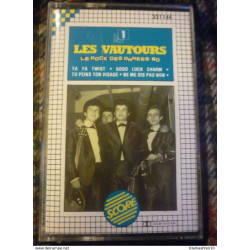 331144
1
LES VAUTOURS
LE ROCK DES ANNEES 60
YA YA TWIST • GOOD LUCK CHARM •
TU PEINS TON VISAGE • NE ME DIS PAS NON •
SCORE